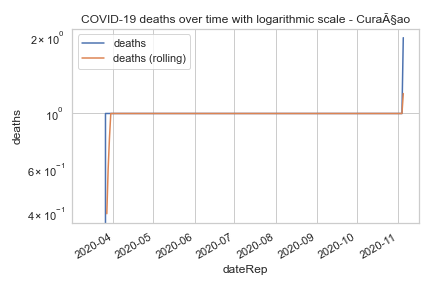 COVID-19 deaths over time with logarithmic scale - CuraÃ§ao
deaths
deaths (rolling)
2 × 10⁰
10⁰
6 × 10⁻¹
4 × 10⁻¹
deaths
2020-04
2020-05
2020-06
2020-07
2020-08
2020-09
2020-10
2020-11
dateRep